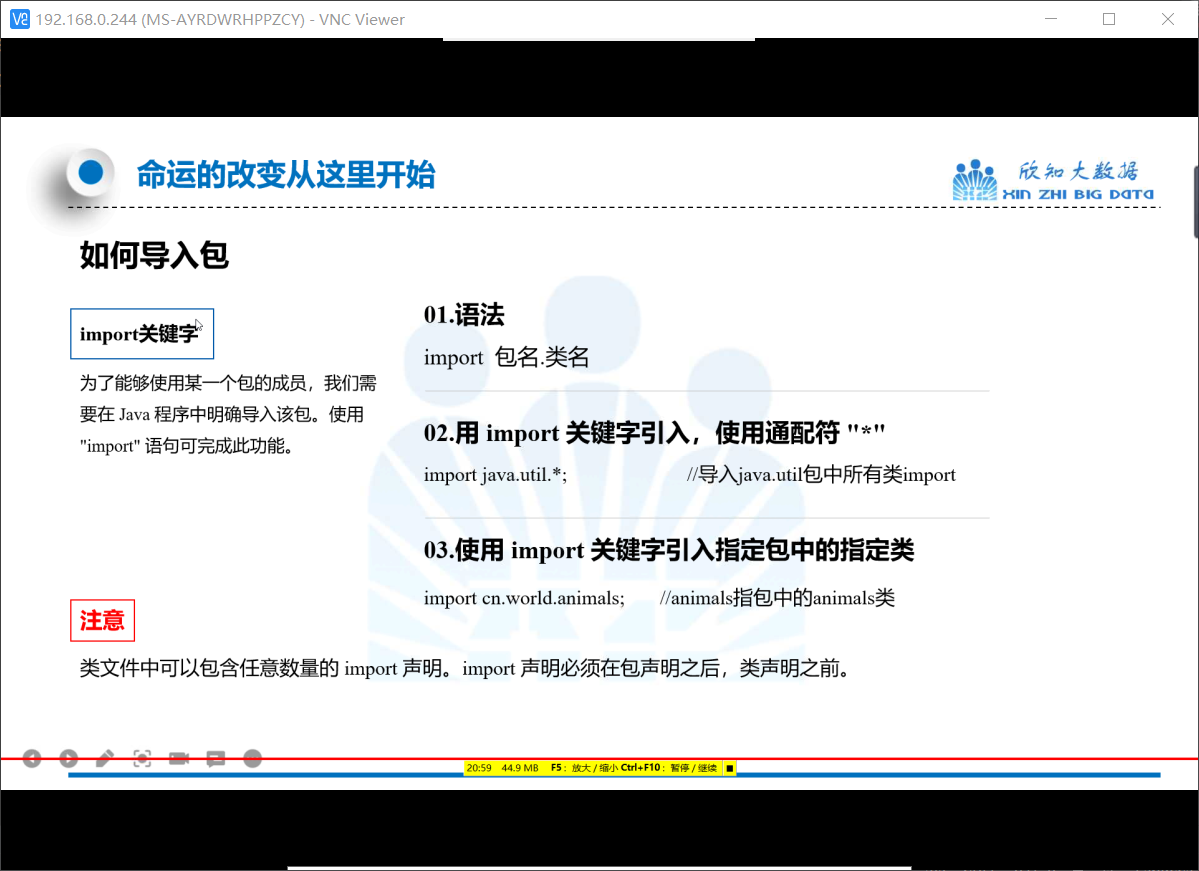 192.168.0.244 (MS-AYRDWRHPPZCY) - VNC Viewer
命运的改变从这里开始
欣知大数据
XIN ZHI BIG DATA
如何导入包
import关键字
为了能够使用某一个包的成员，我们需
要在 Java 程序中明确导入该包。使用
"import" 语句可完成此功能。
01.语法
import 包名.类名
02.用 import 关键字引入，使用通配符 "*"
import java.util.*; //导入java.util包中所有类import
03.使用 import 关键字引入指定包中的指定类
import cn.world.animals; //animals指包中的animals类
注意
类文件中可以包含任意数量的 import 声明。import 声明必须在包声明之后，类声明之前。
20:59 44.9 MB F5：放大 / 缩小 Ctrl+F10：暂停 / 继续